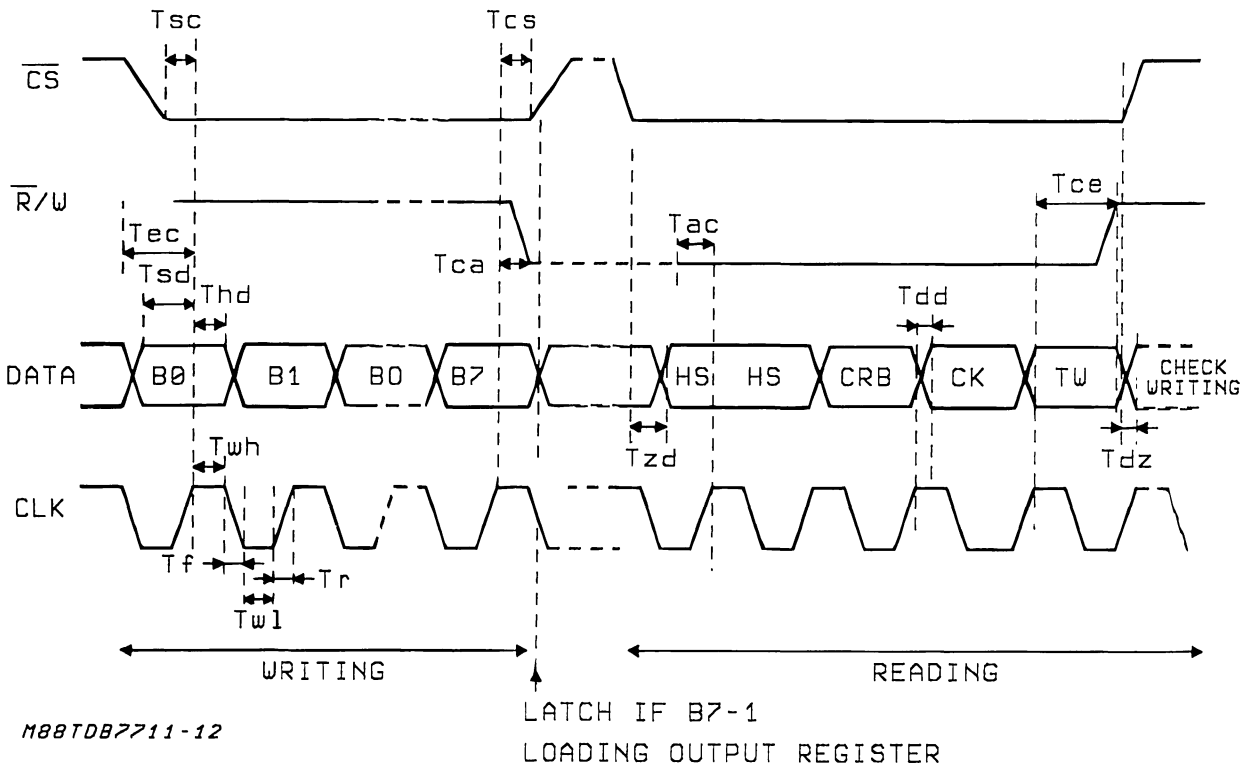 Tsc Tcs
CS
R/W
Tce
Tec
Tac
Tsd
Tca
Thd
Tdd
DATA B0 B1 BO B7 HS HS CRB CK TW CHECK
WRITING
Twh
Tzd
Tdz
CLK
Tf
Tr
Twl
WRITING
READING
LATCH IF B7-1
M88TDB7711-12
LOADING OUTPUT REGISTER